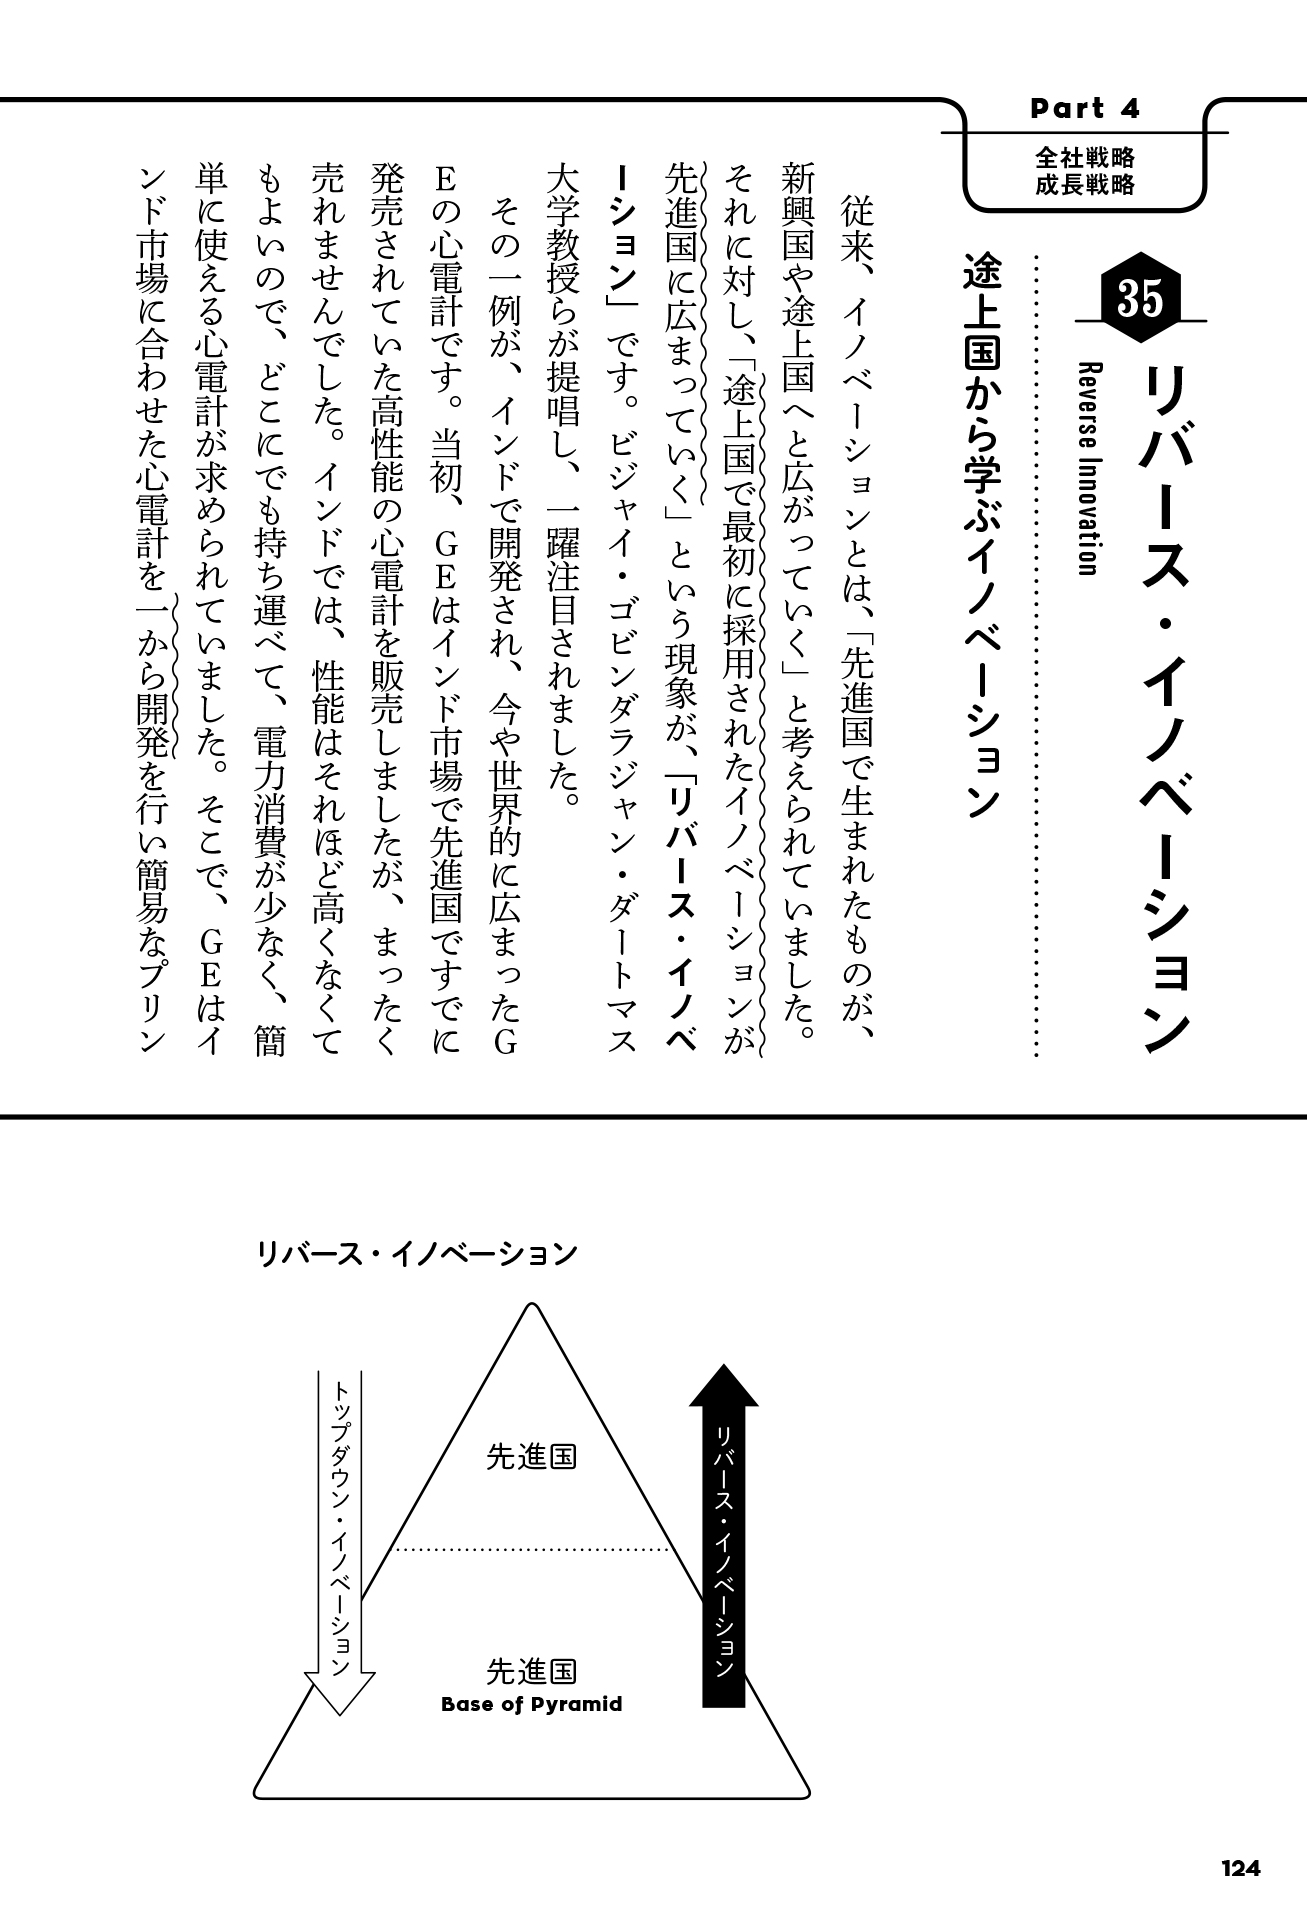 Part 4
全社戦略
成長戦略
35
リバース・イノベーション
Reverse Innovation
途上国から学ぶイノベーション
従来、イノベーションとは、「先進国で生まれたものが、
新興国や途上国へと広がっていく」と考えられていました。
それに対し、「途上国で最初に採用されたイノベーションが
先進国に広まっていく」という現象が、「リバース・イノベ
ーション」です。ビジャイ・ゴビンダラジャン・ダートマス
大学教授らが提唱し、一躍注目されました。
その一例が、インドで開発され、今や世界的に広まったG
Eの心電計です。当初、GEはインド市場で先進国ですでに
発売されていた高性能の心電計を販売しましたが、まったく
売れませんでした。インドでは、性能はそれほど高くなくて
もよいので、どこにでも持ち運べて、電力消費が少なく、簡
単に使える心電計が求められていました。そこで、GEはイ
ンド市場に合わせた心電計を一から開発を行い簡易なプリン
リバース・イノベーション
トップダウン・イノベーション
先進国
先進国
Base of Pyramid
リバース・イノベーション
124